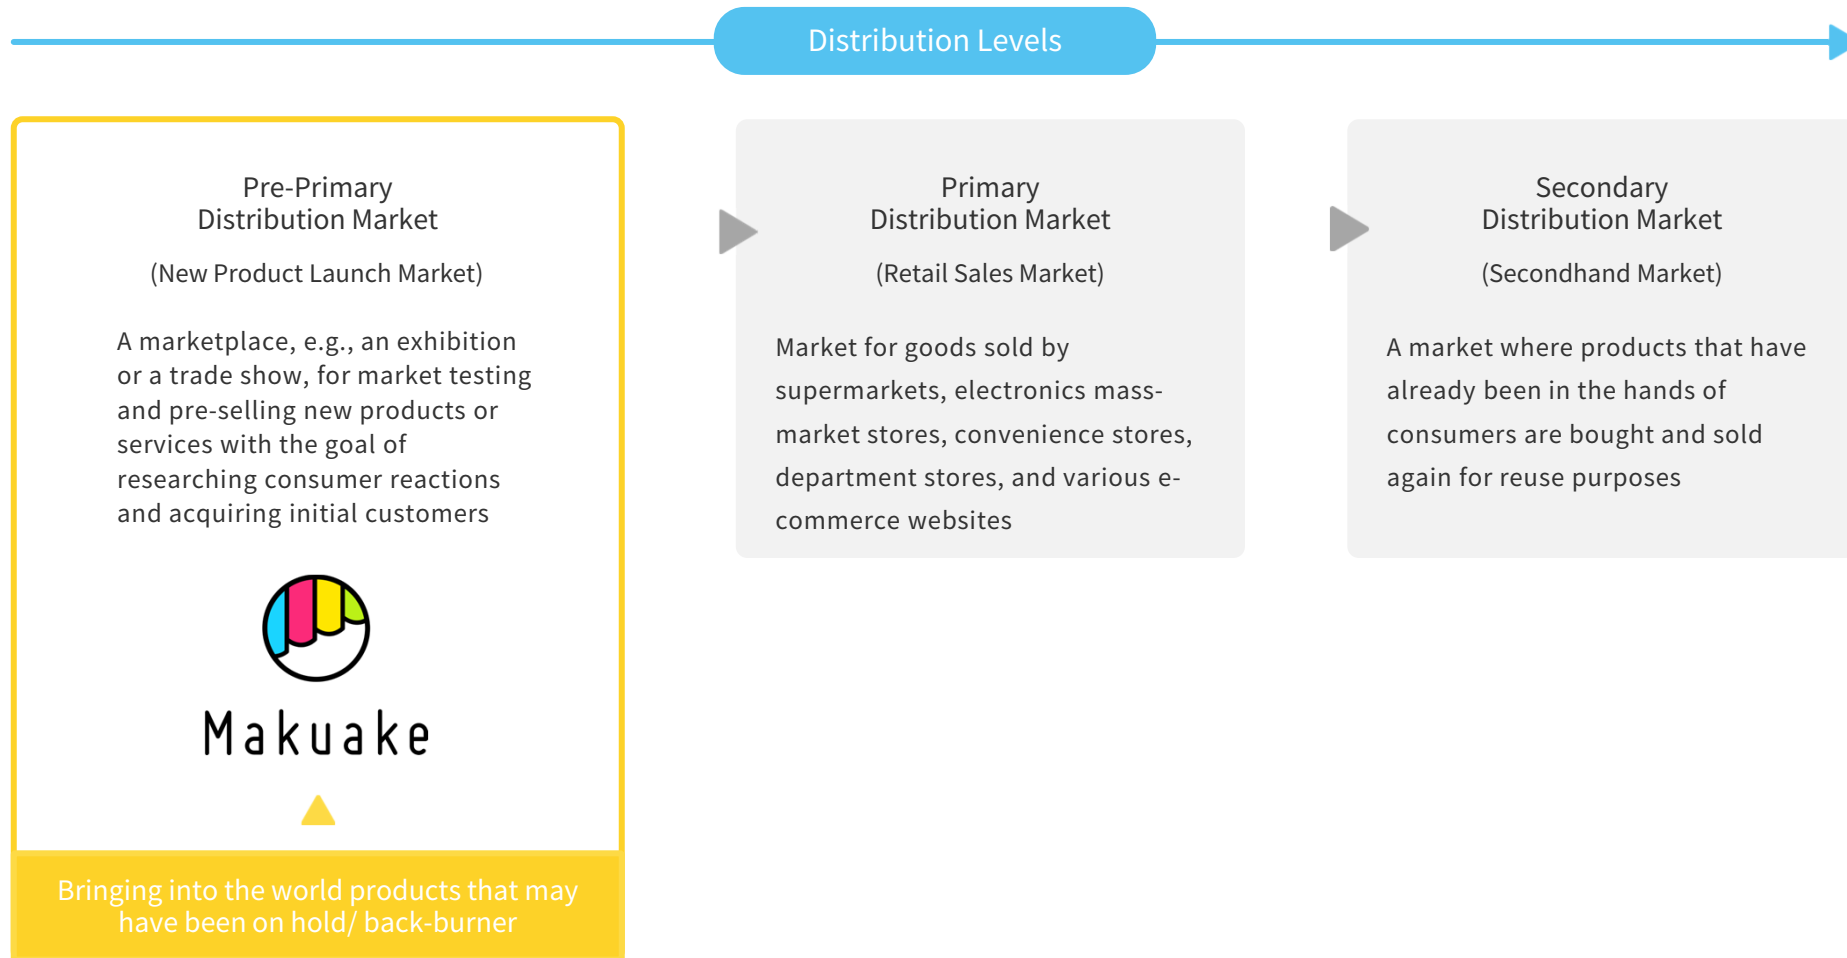 Distribution Levels
Pre-Primary
Distribution Market
(New Product Launch Market)
A marketplace, e.g., an exhibition
or a trade show, for market testing
and pre-selling new products or
services with the goal of
researching consumer reactions
and acquiring initial customers
Makuake
Bringing into the world products that may
have been on hold/ back-burner
Primary
Distribution Market
(Retail Sales Market)
Market for goods sold by
supermarkets, electronics mass-
market stores, convenience stores,
department stores, and various e-
commerce websites
Secondary
Distribution Market
(Secondhand Market)
A market where products that have
already been in the hands of
consumers are bought and sold
again for reuse purposes